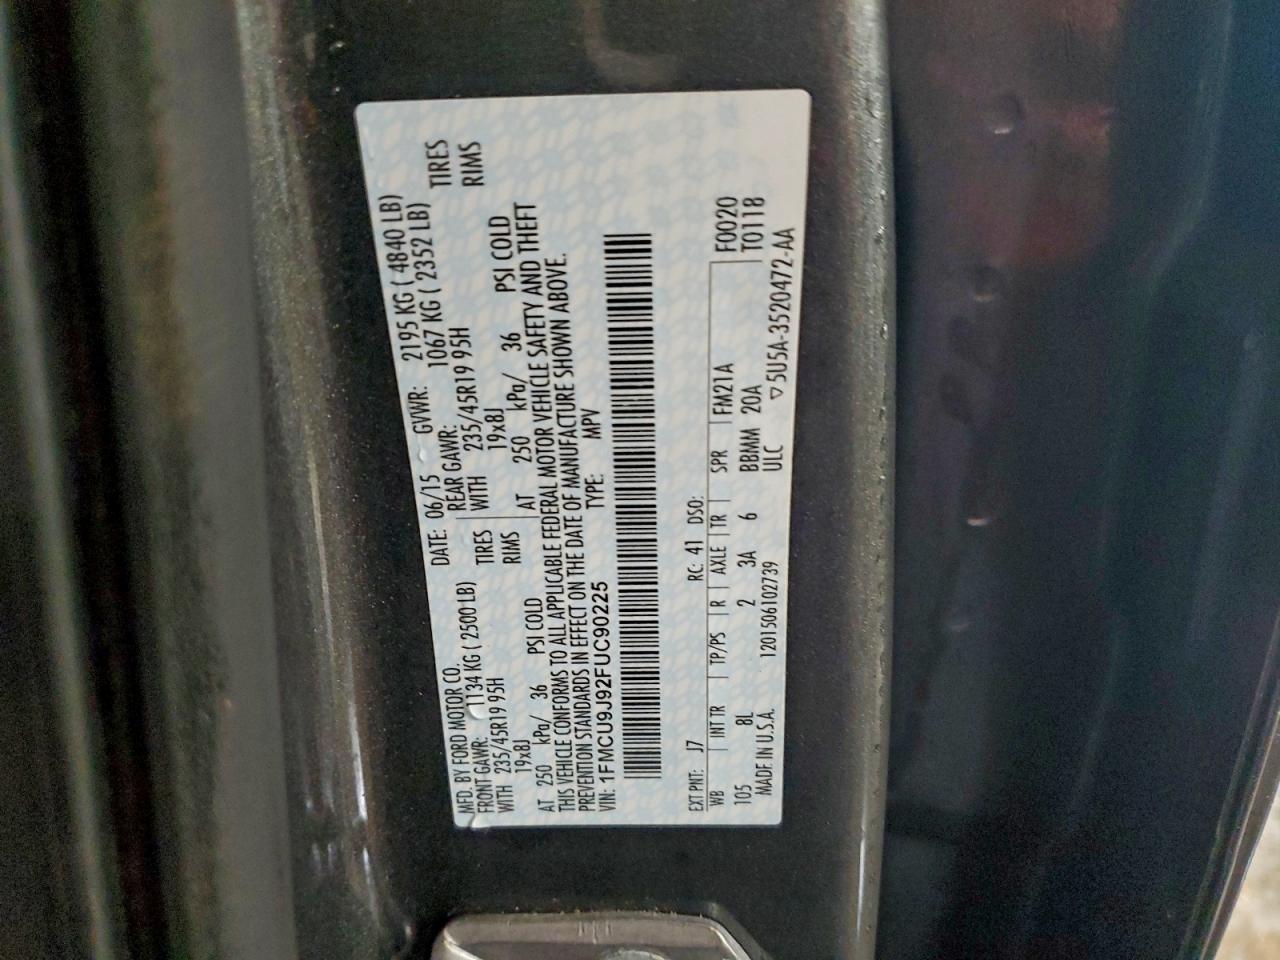 MFD. BY FORD MOTOR CO. DATE: 06/15 GVWR: 2195 KG ( 4840 LB)
FRONT GAWR: 1134 KG ( 2500 LB) REAR GAWR: 1067 KG ( 2352 LB)
WITH 235/45R19 95H TIRES WITH 235/45R19 95H TIRES
19x8J RIMS 19x8J RIMS
AT 250 kPa/ 36 PSI COLD AT 250 kPa/ 36 PSI COLD
THIS VEHICLE CONFORMS TO ALL APPLICABLE FEDERAL MOTOR VEHICLE SAFETY AND THEFT
PREVENTION STANDARDS IN EFFECT ON THE DATE OF MANUFACTURE SHOWN ABOVE.
VIN: 1FMCU9J92FUC90225 TYPE: MPV
EXT PNT: J7 RC: 41 DSO: F0020
WB INT TR TP/PS R AXLE TR SPR FM21A T0118
105 8L 2 3A 6 BBMM 20A
MADE IN U.S.A. 1201506102739 ULC ▽5U5A-3520472-AA